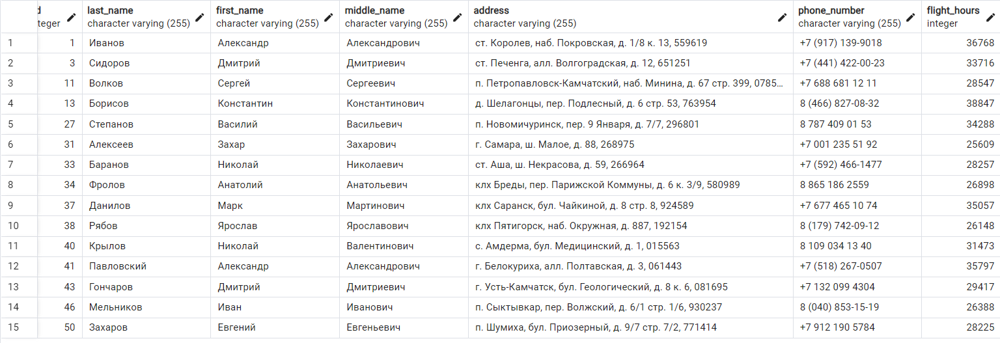 d last_name first_name middle_name address phone_number flight_hours
teger character varying (255) character varying (255) character varying (255) character varying (255) character varying (255) integer
1 1 Иванов Александр Александрович ст. Королев, наб. Покровская, д. 1/8 к. 13, 559619 +7 (917) 139-9018 36768
2 3 Сидоров Дмитрий Дмитриевич ст. Печенга, алл. Волгоградская, д. 12, 651251 +7 (441) 422-00-23 33716
3 11 Волков Сергей Сергеевич п. Петропавловск-Камчатский, наб. Минина, д. 67 стр. 399, 0785... +7 688 681 12 11 28547
4 13 Борисов Константин Константинович д. Шелагонцы, пер. Подлесный, д. 6 стр. 53, 763954 8 (466) 827-08-32 38847
5 27 Степанов Василий Васильевич п. Новомичуринск, пер. 9 Января, д. 7/7, 296801 8 787 409 01 53 34288
6 31 Алексеев Захар Захарович г. Самара, ш. Малое, д. 88, 268975 +7 001 235 51 92 25609
7 33 Баранов Николай Николаевич ст. Аша, ш. Некрасова, д. 59, 266964 +7 (592) 466-1477 28257
8 34 Фролов Анатолий Анатольевич клх Бреды, пер. Парижской Коммуны, д. 6 к. 3/9, 580989 8 865 186 2559 26898
9 37 Данилов Марк Мартинович клх Саранск, бул. Чайкиной, д. 8 стр. 8, 924589 +7 677 465 10 74 35057
10 38 Рябов Ярослав Ярославович клх Пятигорск, наб. Окружная, д. 887, 192154 8 (179) 742-09-12 26148
11 40 Крылов Николай Валентинович с. Амдерма, бул. Медицинский, д. 1, 015563 8 109 034 13 40 31473
12 41 Павловский Александр Александрович г. Белокуриха, алл. Полтавская, д. 3, 061443 +7 (518) 267-0507 35797
13 43 Гончаров Дмитрий Дмитриевич г. Усть-Камчатск, бул. Геологический, д. 8 к. 6, 081695 +7 132 099 4304 29417
14 46 Мельников Иван Иванович п. Сыктывкар, пер. Волжский, д. 6/1 стр. 1/6, 930237 8 (040) 853-15-19 26388
15 50 Захаров Евгений Евгеньевич п. Шумиха, бул. Приозерный, д. 9/7 стр. 7/2, 771414 +7 912 190 5784 28225